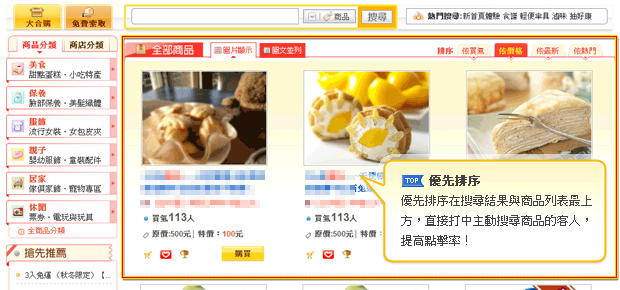 大合購
免費索取
商品
搜尋
熱門搜尋:新首頁體驗 食譜 輕便傘具 滷味 抽好康
商品分類
商店分類
全部商品
圖片顯示
圖文並列
排序
依買氣
依價格
依最新
依熱門
美食
甜點蛋糕‧小吃特產
保養
臉部保養‧美髮纖體
服飾
流行女裝‧女包皮夾
親子
嬰幼服飾‧童裝配件
居家
傢俱家飾‧寵物專區
休閒
票券‧電玩與玩具
全商品分類
搶先推薦
3入免運（秋冬限定）【...
買氣113人
原價:500元| 特價：100元
購買
買氣113人
原價:500元| 特價：
TOP 優先排序
優先排序在搜尋結果與商品列表最上
方，直接打中主動搜尋商品的客人，
提高點擊率！